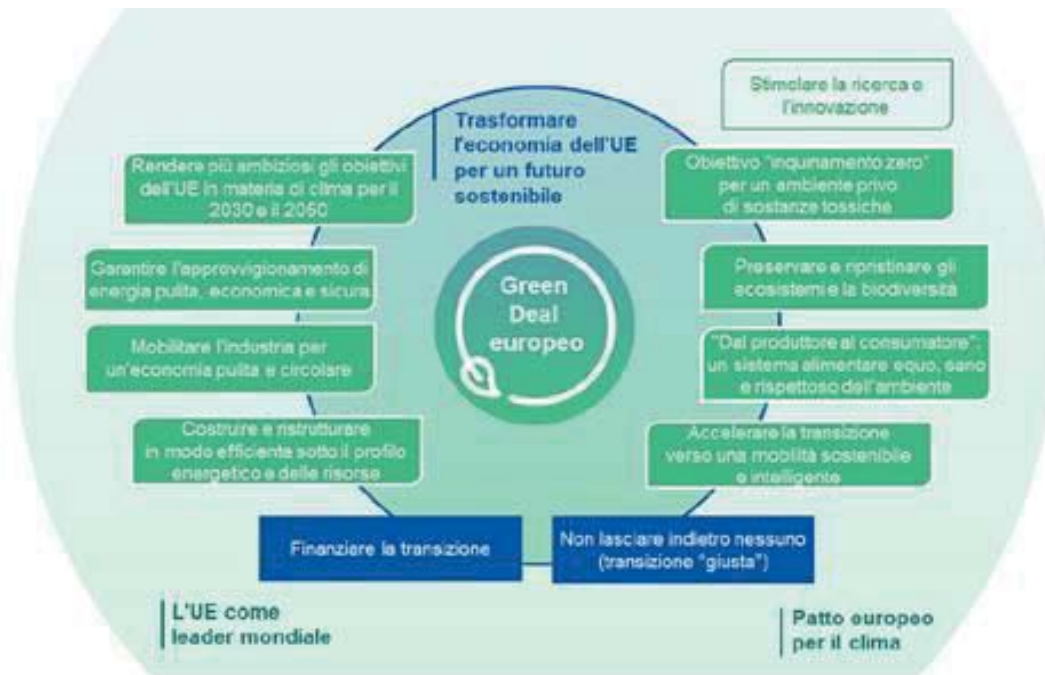 Stimolare la ricerca e
l'innovazione
Trasformare
l'economia dell'UE
per un futuro
sostenibile
Rendere più ambiziosi gli obiettivi
dell'UE in materia di clima per il
2030 e il 2050
Obiettivo "inquinamento zero"
per un ambiente privo
di sostanze tossiche
Garantire l'approvvigionamento di
energia pulita, economica e sicura
Preservare e ripristinare gli
ecosistemi e la biodiversità
Green
Deal
europeo
Mobilitare l'industria per
un'economia pulita e circolare
"Dal produttore al consumatore":
un sistema alimentare equo, sano
e rispettoso dell'ambiente
Costruire e ristrutturare
in modo efficiente sotto il profilo
energetico e delle risorse
Accelerare la transizione
verso una mobilità sostenibile
e intelligente
Finanziare la transizione
Non lasciare indietro nessuno
(transizione "giusta")
L'UE come
leader mondiale
Patto europeo
per il clima